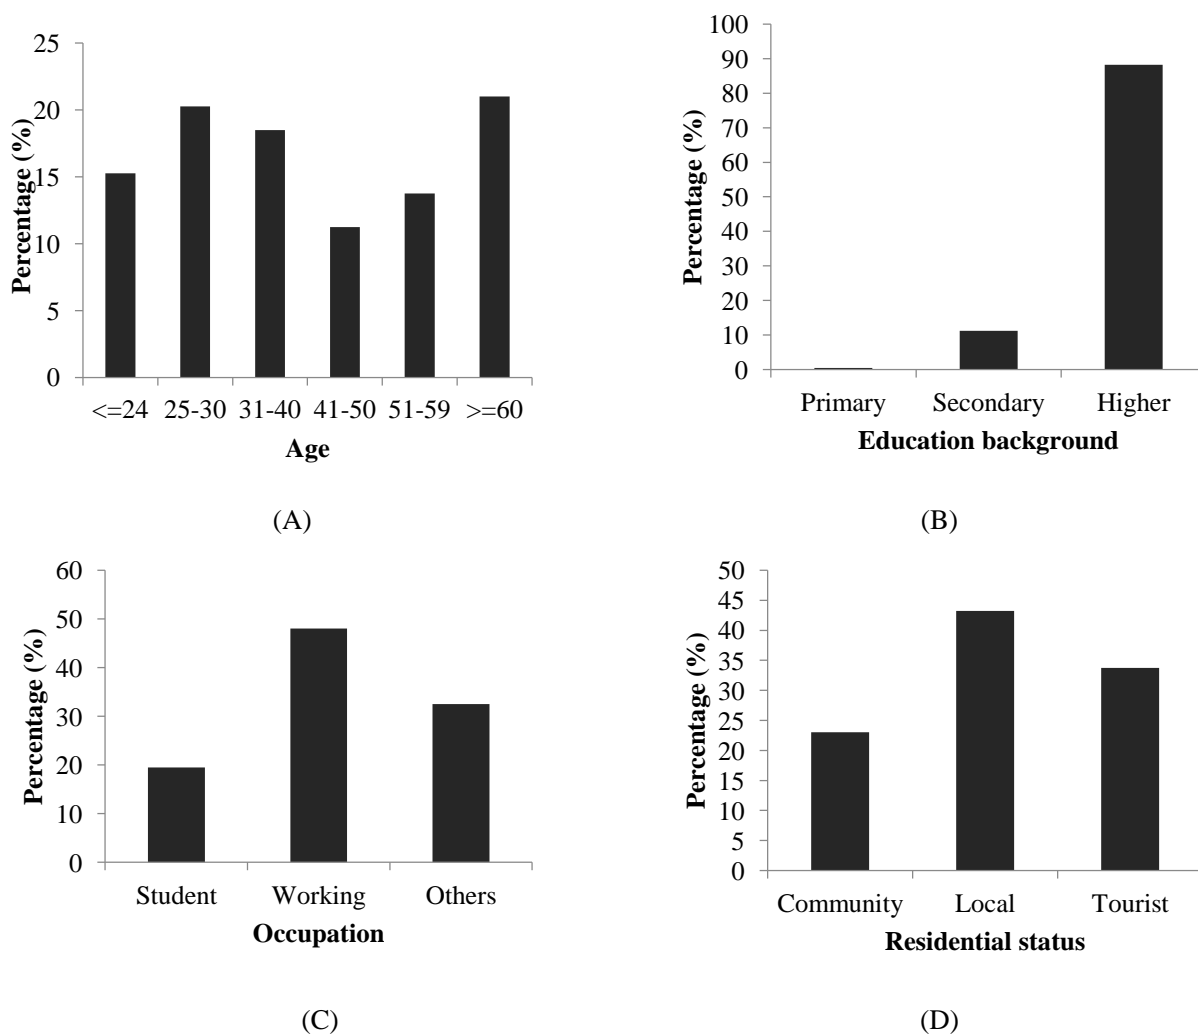 25
20
15
10
5
0
Percentage (%)
<=24 25-30 31-40 41-50 51-59 >=60
Age
(A)
100
90
80
70
60
50
40
30
20
10
0
Percentage (%)
Primary Secondary Higher
Education background
(B)
60
50
40
30
20
10
0
Percentage (%)
Student Working Others
Occupation
(C)
50
45
40
35
30
25
20
15
10
5
0
Percentage (%)
Community Local Tourist
Residential status
(D)